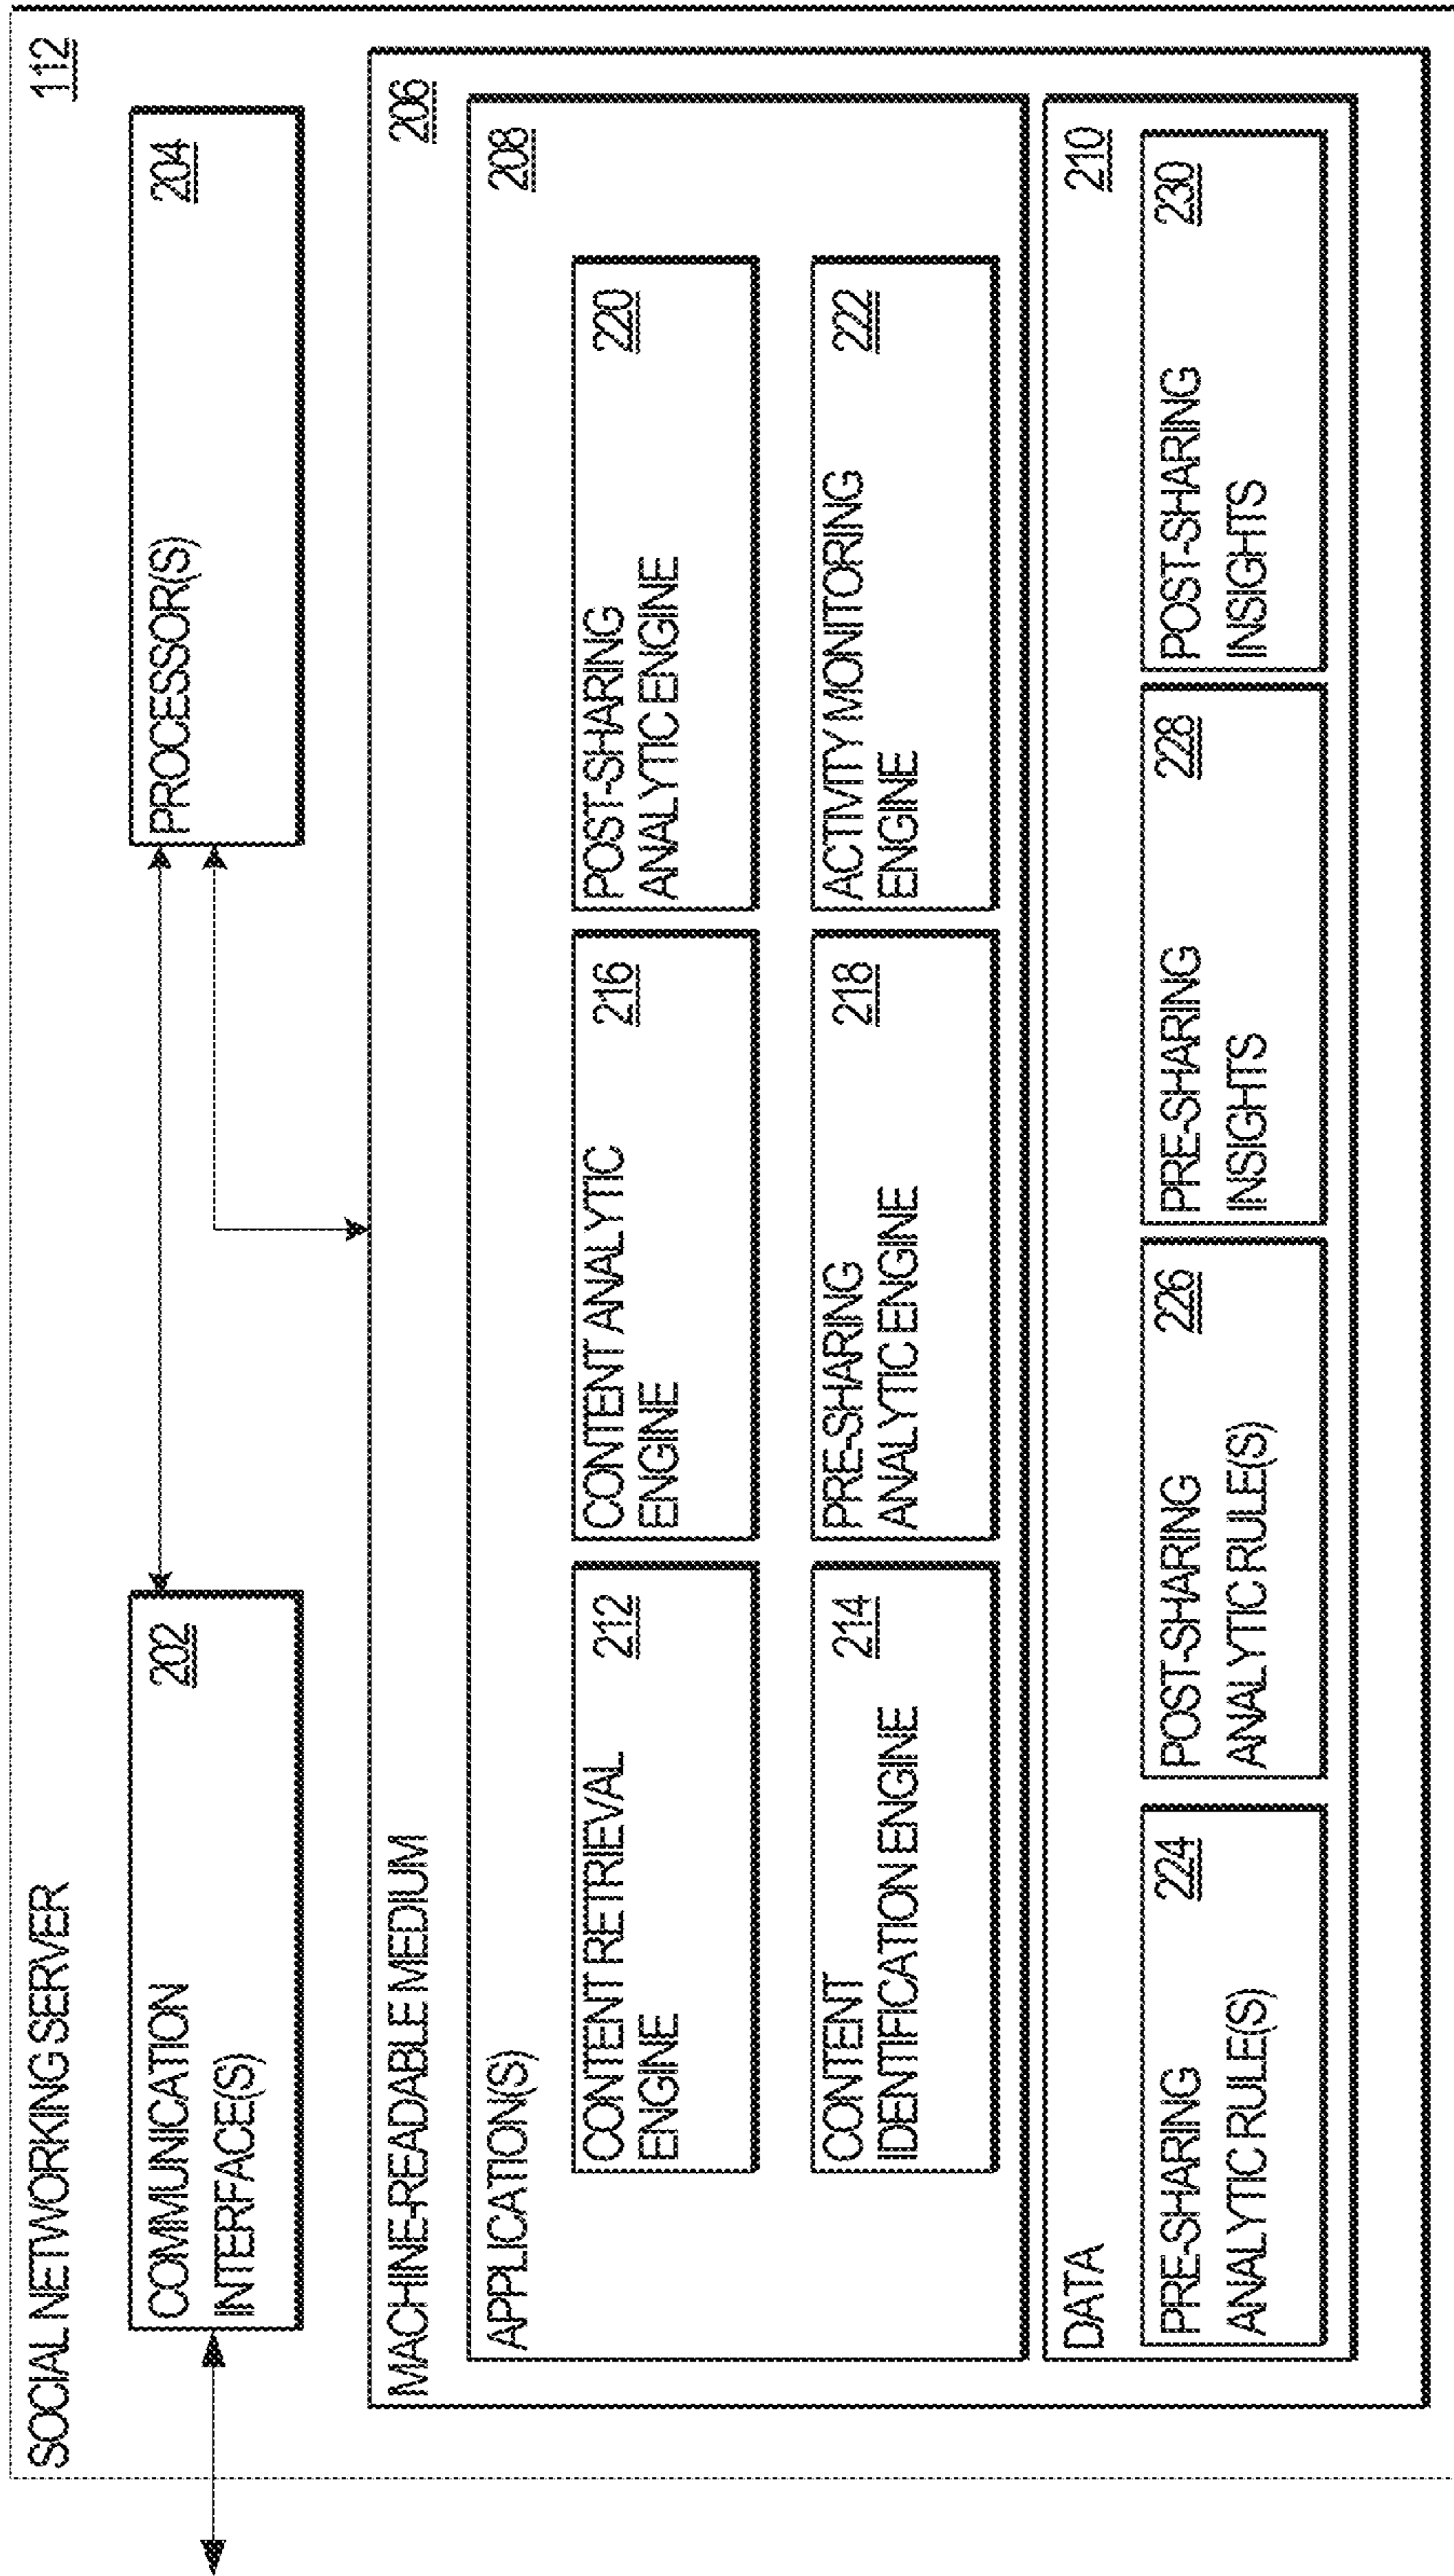 SOCIAL NETWORKING SERVER
112
COMMUNICATION
INTERFACE(S)
202
PROCESSOR(S)
204
MACHINE-READABLE MEDIUM
206
APPLICATION(S)
208
CONTENT RETRIEVAL
ENGINE
212
CONTENT ANALYTIC
ENGINE
216
POST-SHARING
ANALYTIC ENGINE
220
CONTENT
IDENTIFICATION ENGINE
214
PRE-SHARING
ANALYTIC ENGINE
218
ACTIVITY MONITORING
ENGINE
222
DATA
210
PRE-SHARING
ANALYTIC RULE(S)
224
POST-SHARING
ANALYTIC RULE(S)
226
PRE-SHARING
INSIGHTS
228
POST-SHARING
INSIGHTS
230